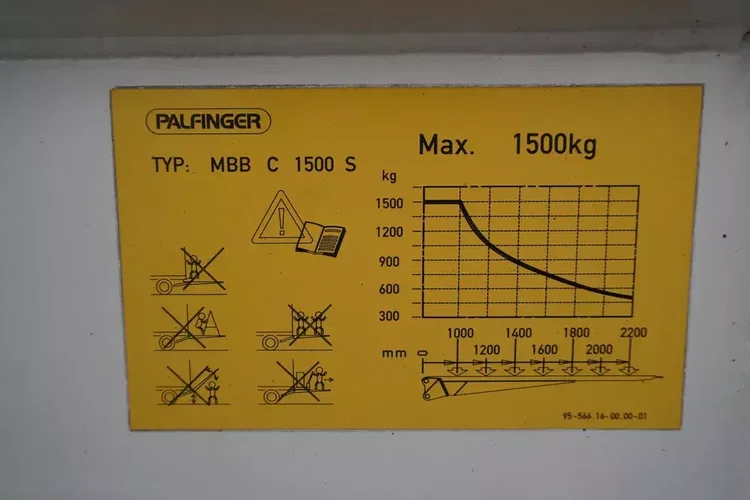 PALFINGER
TYP: MBB C 1500 S
Max. 1500kg
kg
1500
1200
900
600
300
1000 1400 1800 2200
mm 0 1200 1600 2000
95-566.16-00.00-01